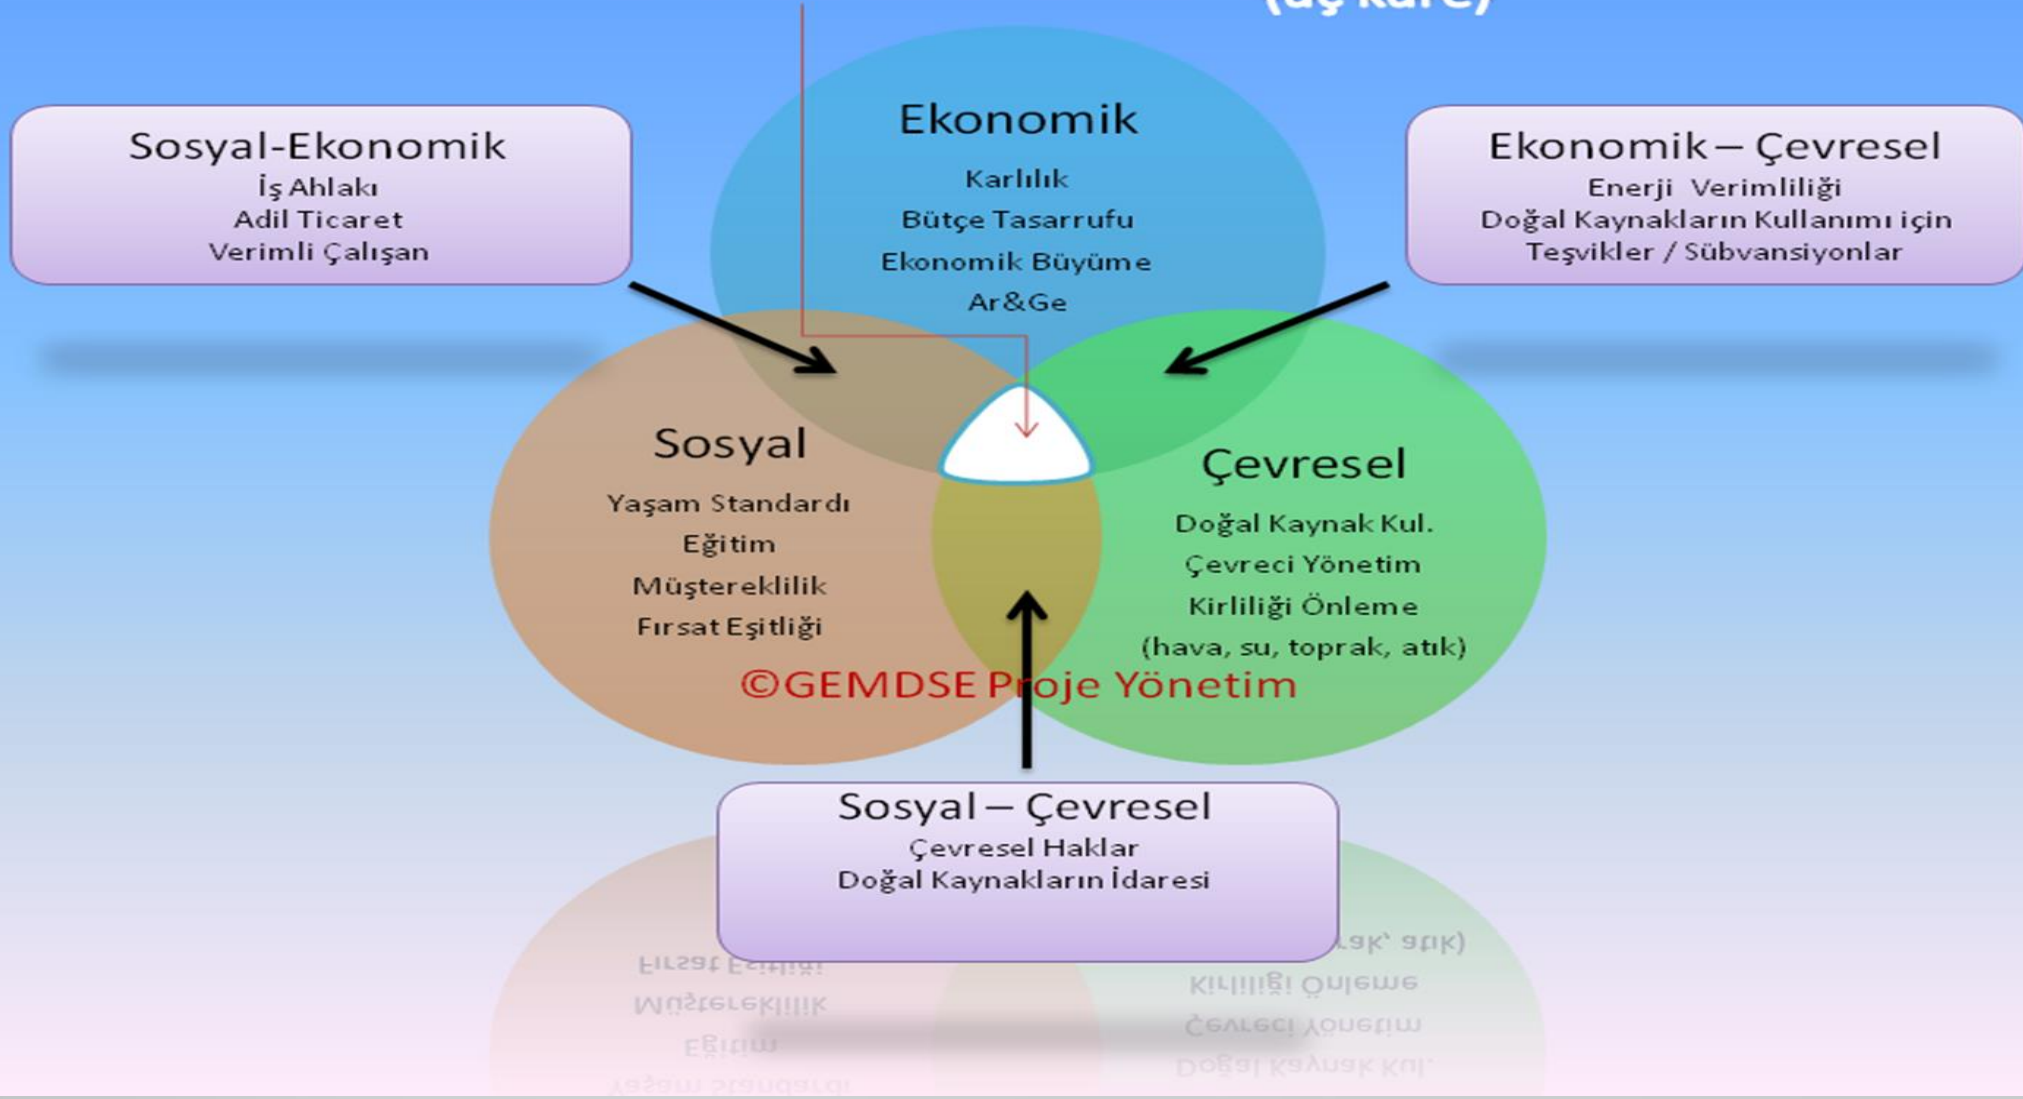 (üç küre)
Ekonomik
Karlılık
Bütçe Tasarrufu
Ekonomik Büyüme
Ar&Ge
Sosyal-Ekonomik
İş Ahlakı
Adil Ticaret
Verimli Çalışan
Ekonomik – Çevresel
Enerji Verimliliği
Doğal Kaynakların Kullanımı için
Teşvikler / Sübvansiyonlar
Sosyal
Yaşam Standardı
Eğitim
Müştereklilik
Fırsat Eşitliği
Çevresel
Doğal Kaynak Kul.
Çevreci Yönetim
Kirliliği Önleme
(hava, su, toprak, atık)
©GEMDSE Proje Yönetim
Sosyal – Çevresel
Çevresel Haklar
Doğal Kaynakların İdaresi